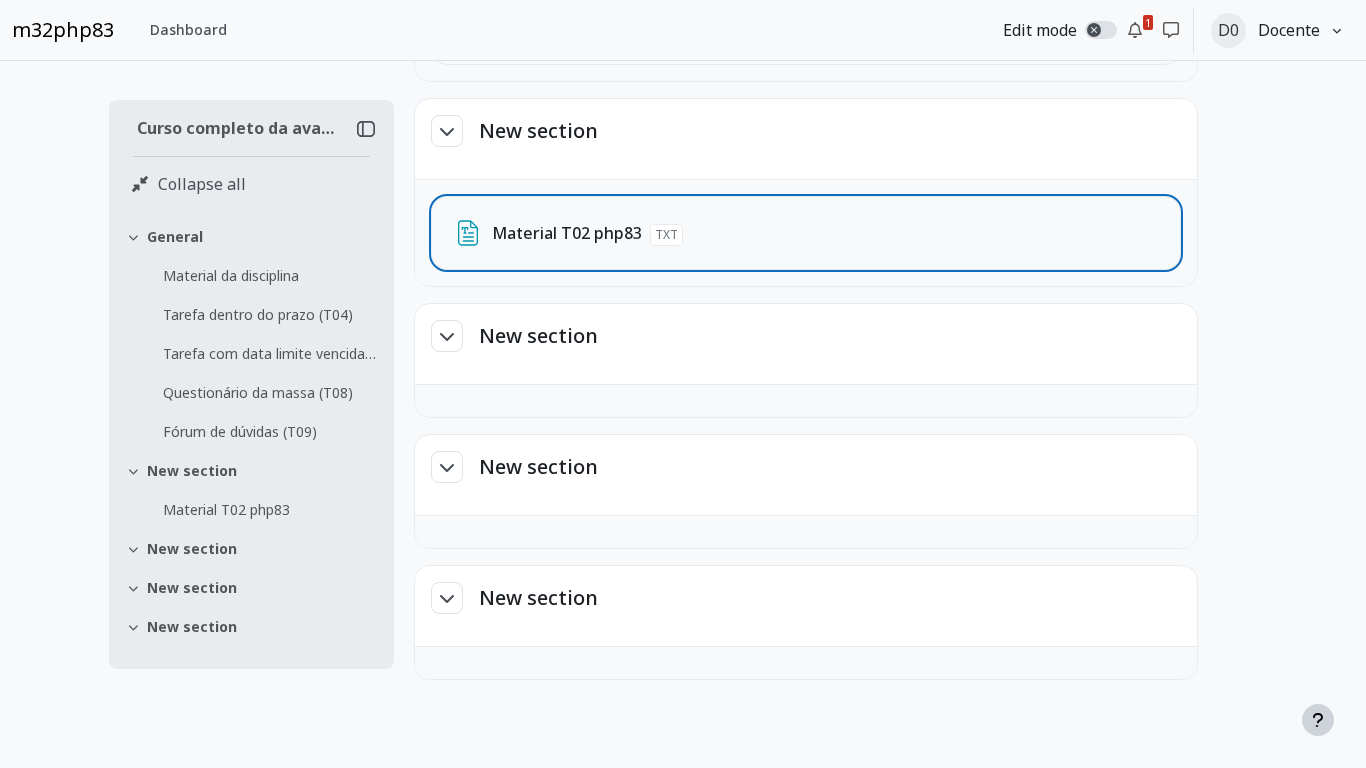 m32php83
Dashboard
Edit mode
1
D0
Docente
Curso completo da ava...
Collapse all
General
Material da disciplina
Tarefa dentro do prazo (T04)
Tarefa com data limite vencida...
Questionário da massa (T08)
Fórum de dúvidas (T09)
New section
Material T02 php83
New section
New section
New section
New section
Material T02 php83 TXT
New section
New section
New section
?